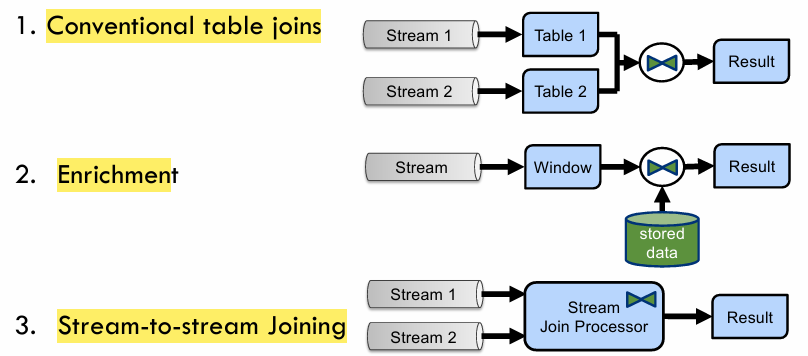 1. Conventional table joins
Stream 1
Table 1
Result
Stream 2
Table 2
2. Enrichment
Stream
Window
Result
stored
data
3. Stream-to-stream Joining
Stream 1
Stream 2
Stream
Join Processor
Result